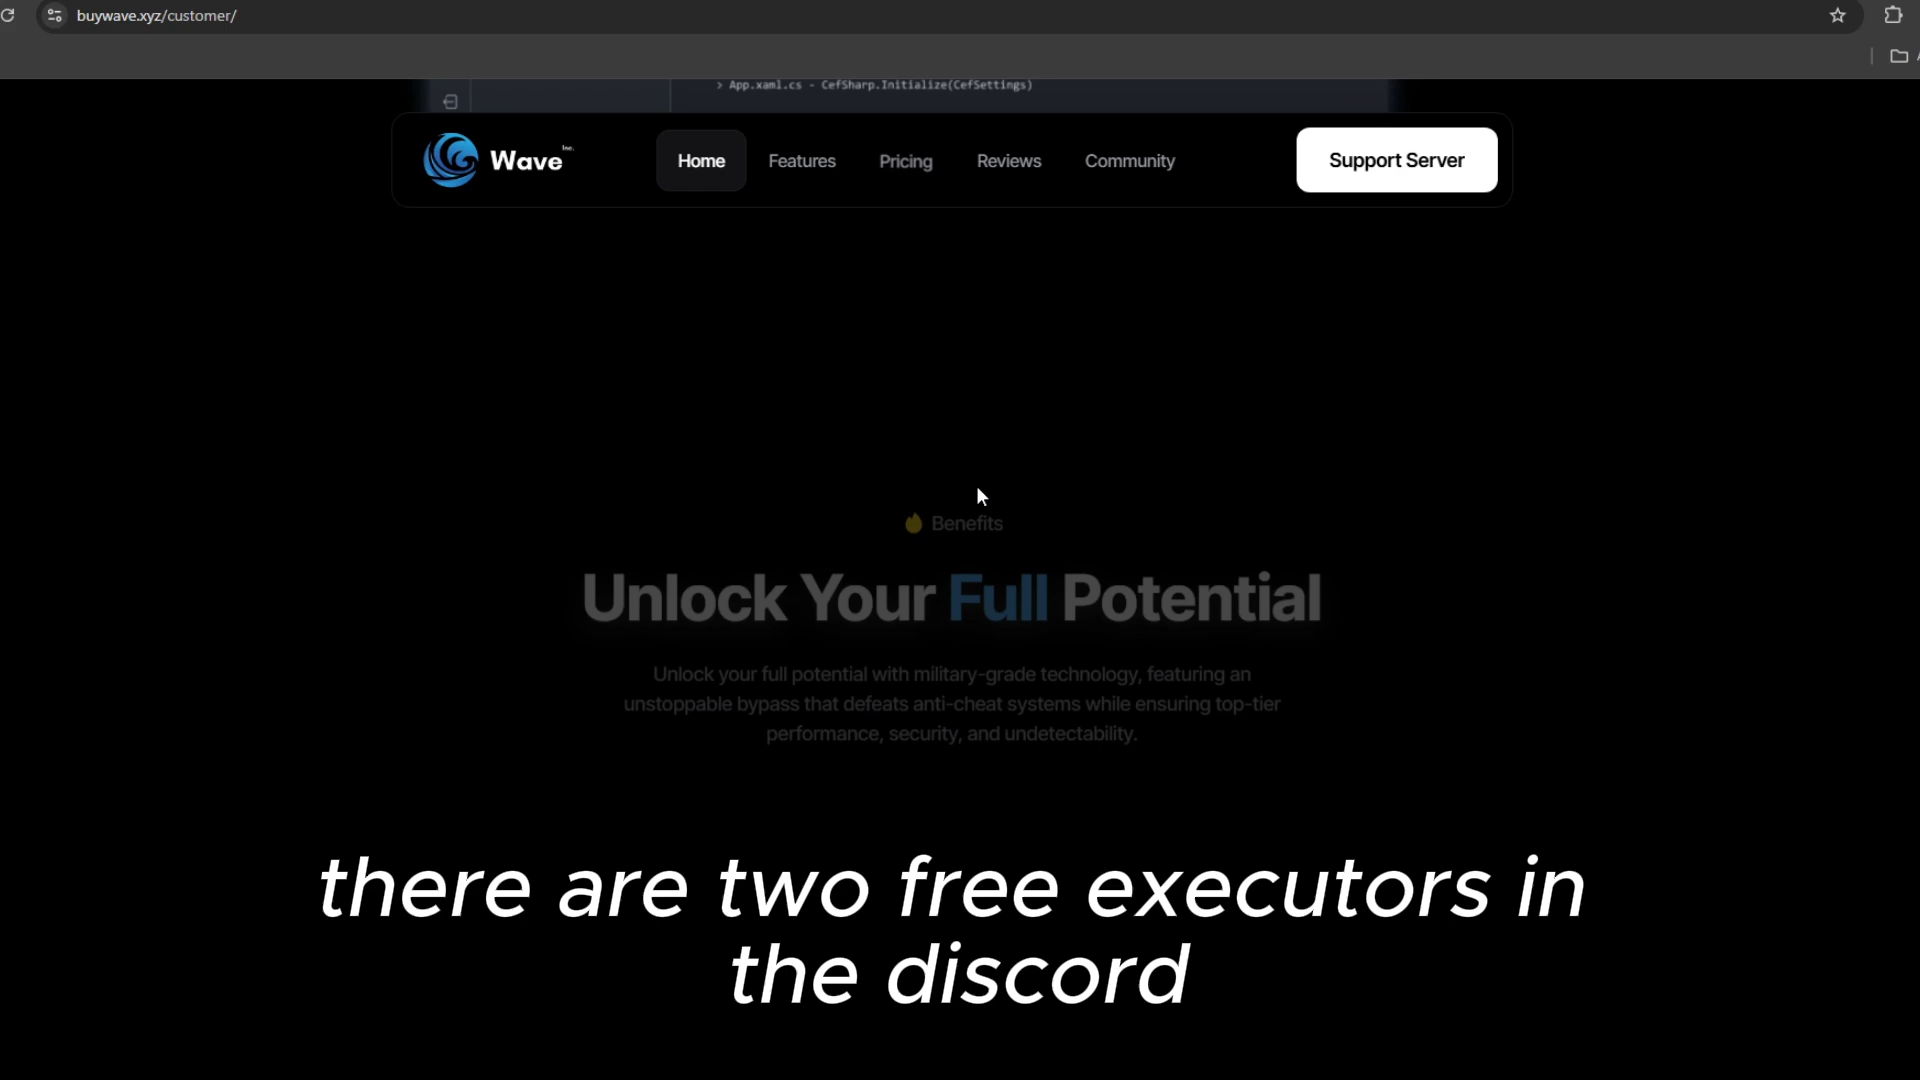 buywave.xyz/customer/
> App.xaml.cs - CefSharp.Initialize(CefSettings)
Wave Inc.
Home Features Pricing Reviews Community Support Server
Benefits
Unlock Your Full Potential
Unlock your full potential with military-grade technology, featuring an
unstoppable bypass that defeats anti-cheat systems while ensuring top-tier
performance, security, and undetectability.
there are two free executors in
the discord